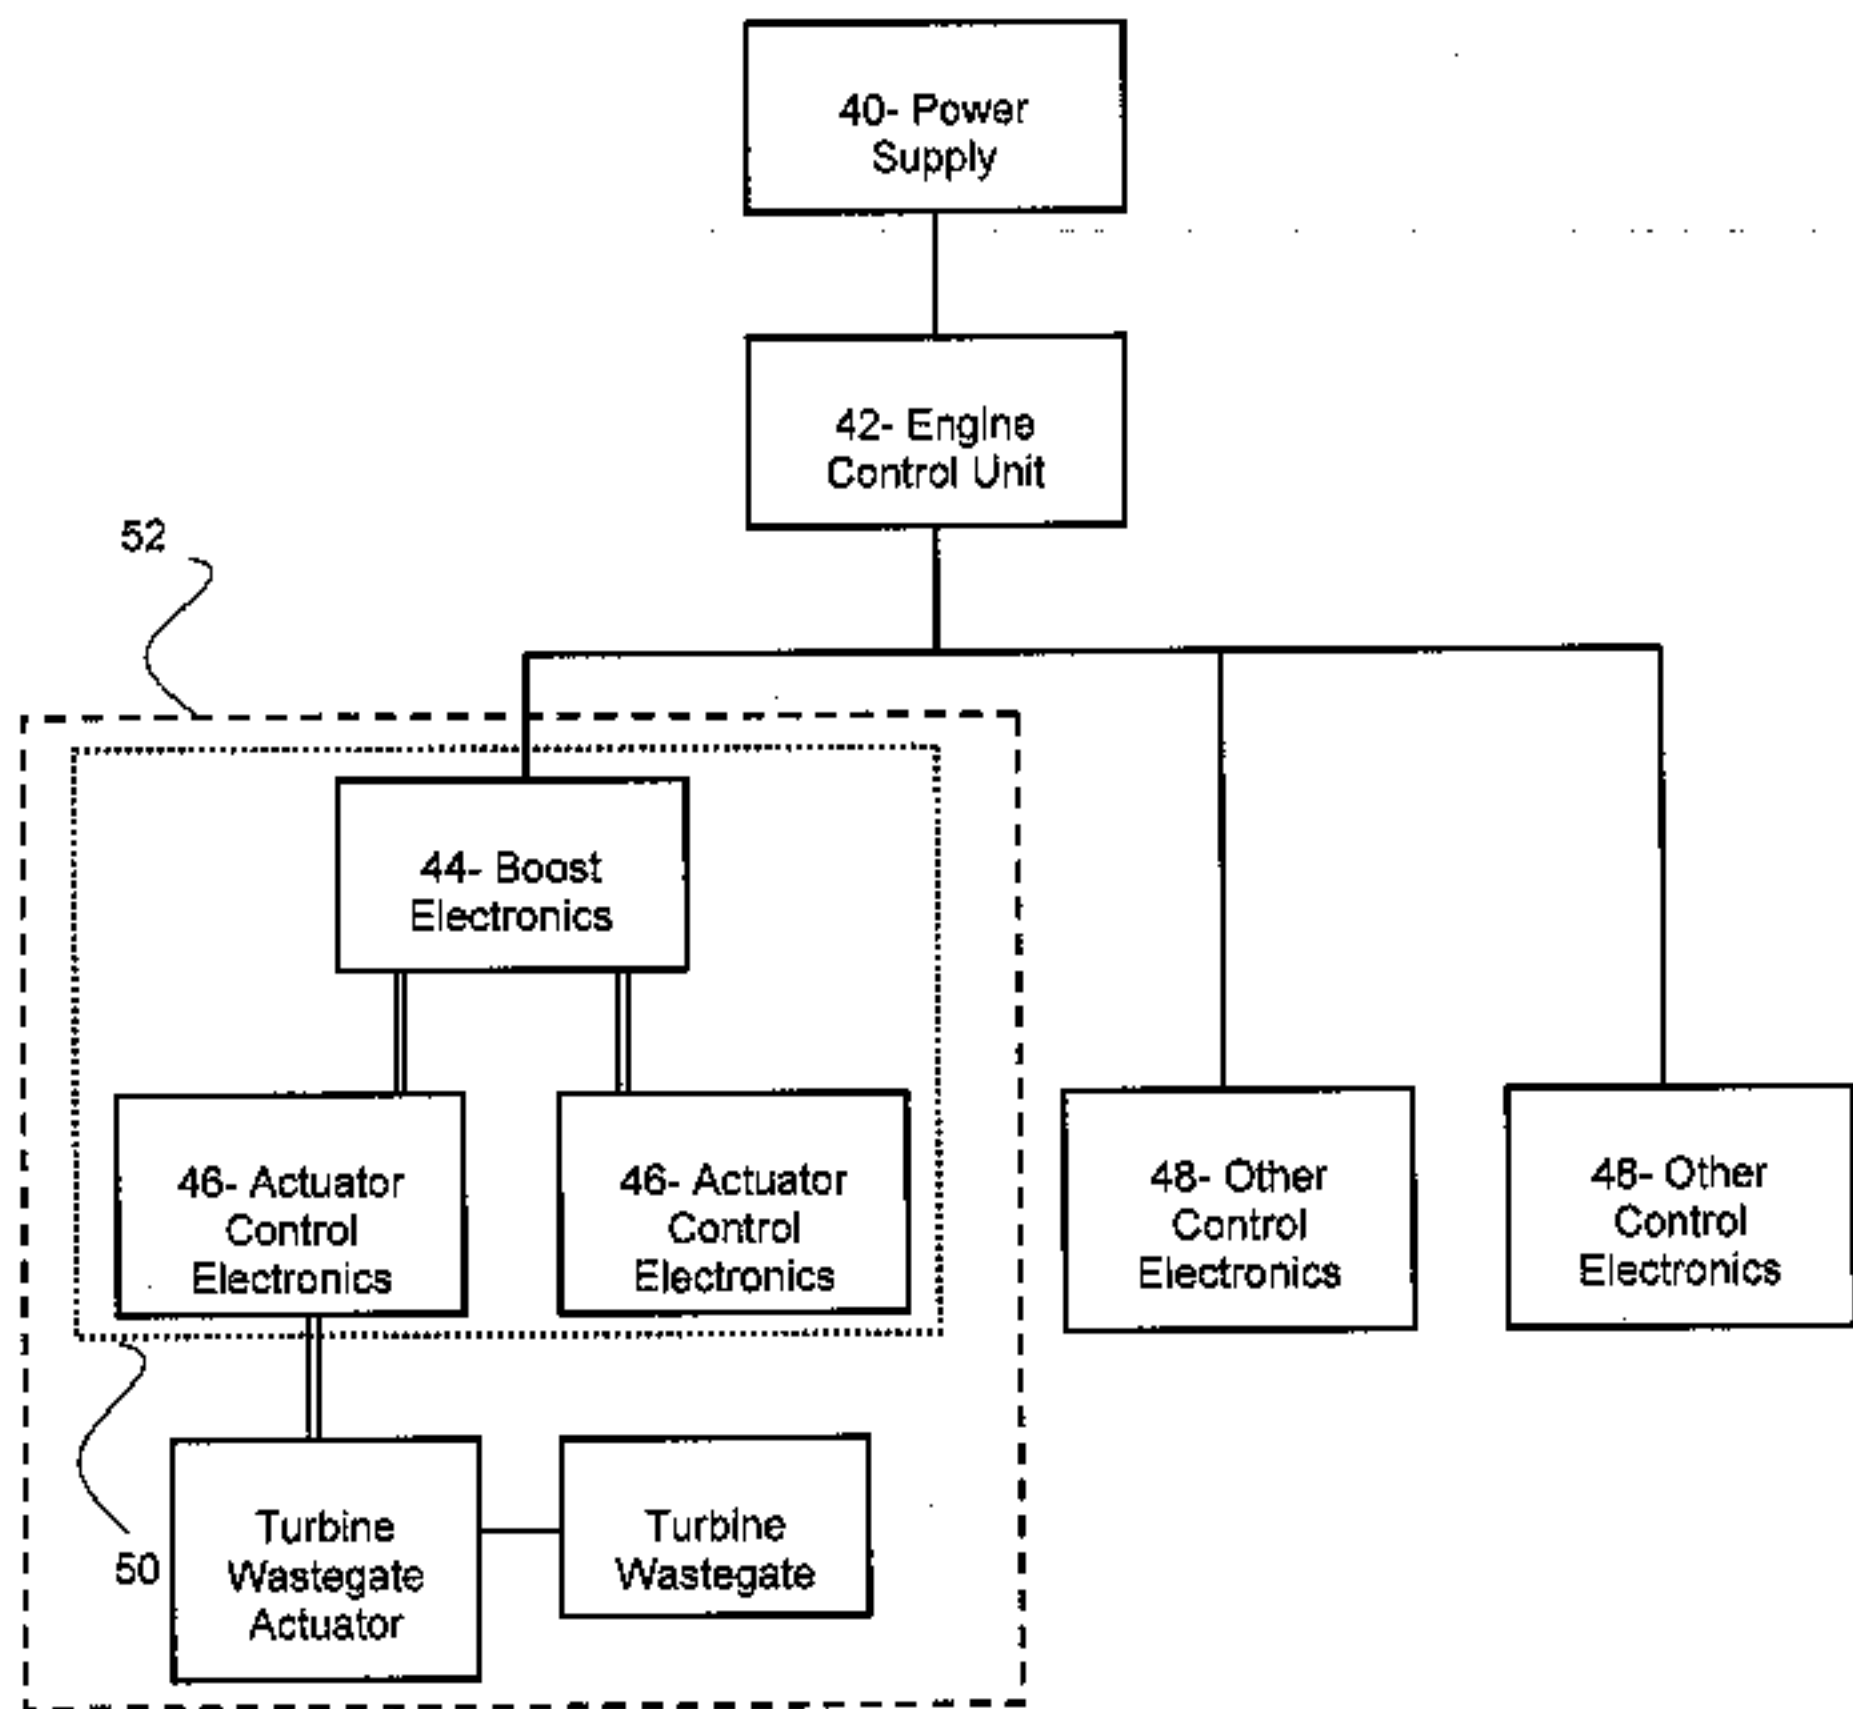 40- Power
Supply
42- Engine
Control Unit
52
44- Boost
Electronics
46- Actuator
Control
Electronics
46- Actuator
Control
Electronics
48- Other
Control
Electronics
48- Other
Control
Electronics
50
Turbine
Wastegate
Actuator
Turbine
Wastegate